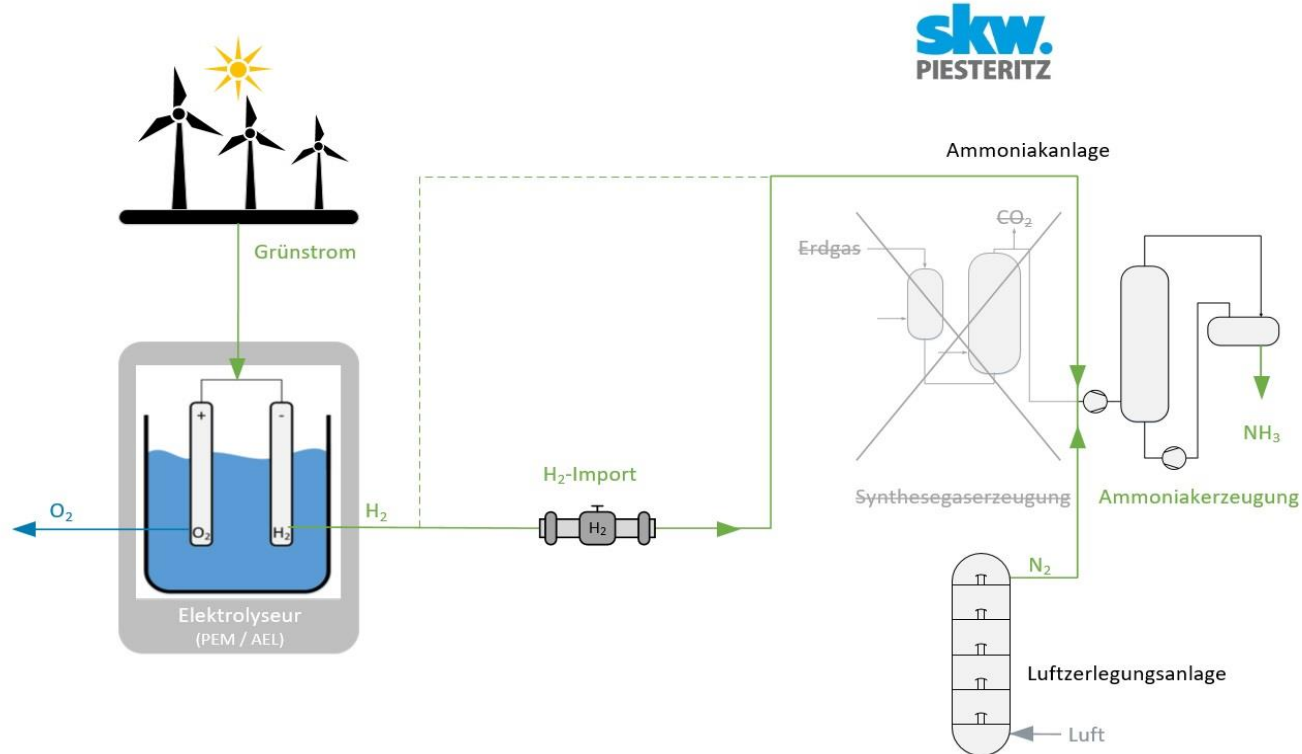 skw.
PIESTERITZ
Ammoniakanlage
CO₂
Erdgas
Grünstrom
+
-
NH₃
H₂-Import
Synthesegaserzeugung
Ammoniakerzeugung
O₂
H₂
O₂
H₂
H₂
N₂
Elektrolyseur
(PEM / AEL)
Luftzerlegungsanlage
Luft